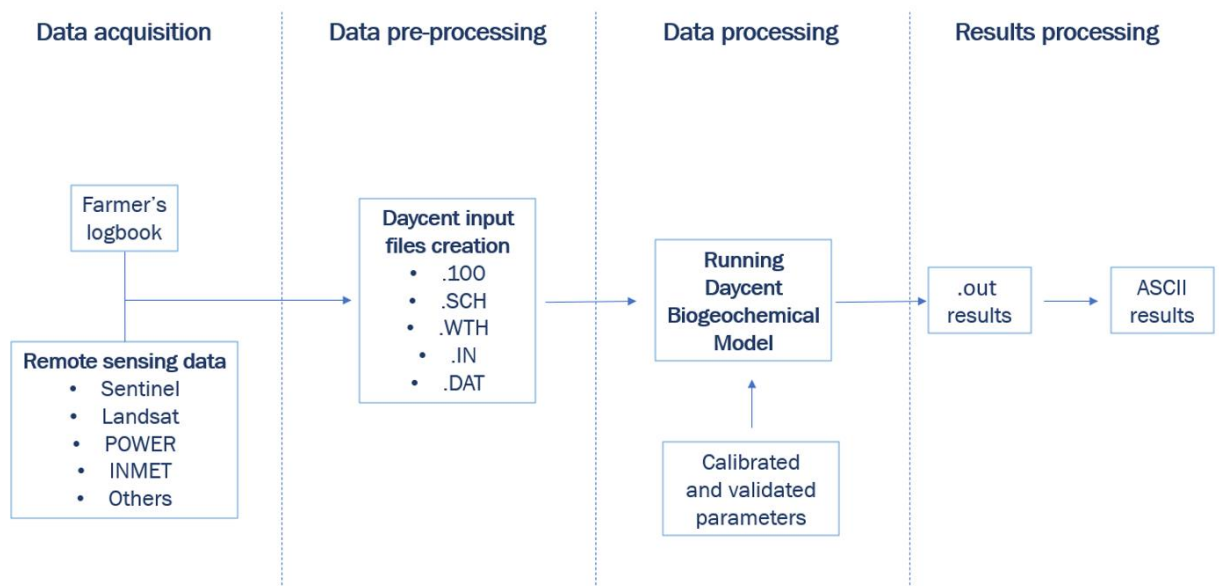 Data acquisition
Data pre-processing
Data processing
Results processing
Farmer's
logbook
Remote sensing data
• Sentinel
• Landsat
• POWER
• INMET
• Others
Daycent input
files creation
• .100
• .SCH
• .WTH
• .IN
• .DAT
Running
Daycent
Biogeochemical
Model
Calibrated
and validated
parameters
.out
results
ASCII
results